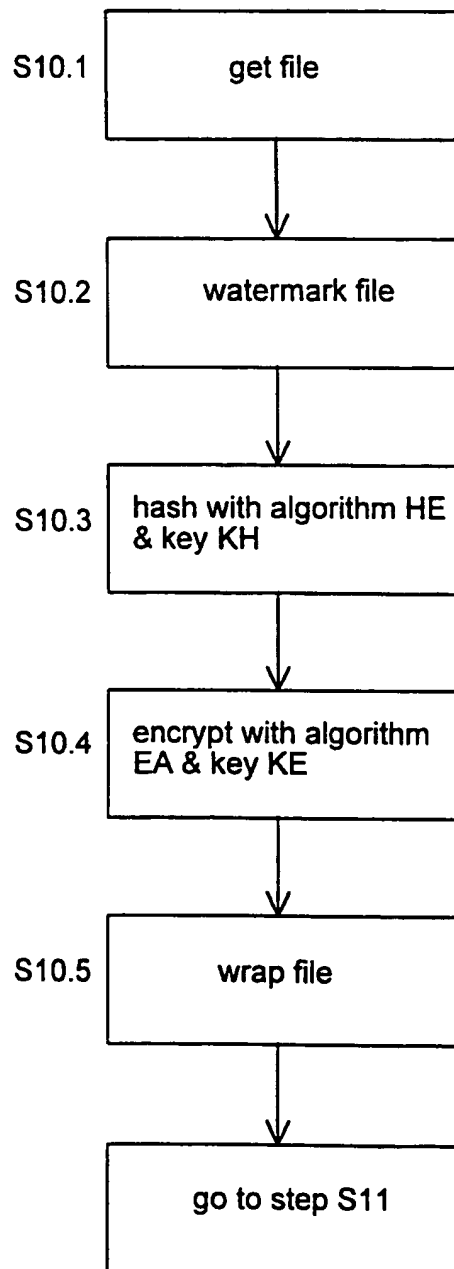 S10.1
get file
S10.2
watermark file
S10.3
hash with algorithm HE
& key KH
S10.4
encrypt with algorithm
EA & key KE
S10.5
wrap file
go to step S11